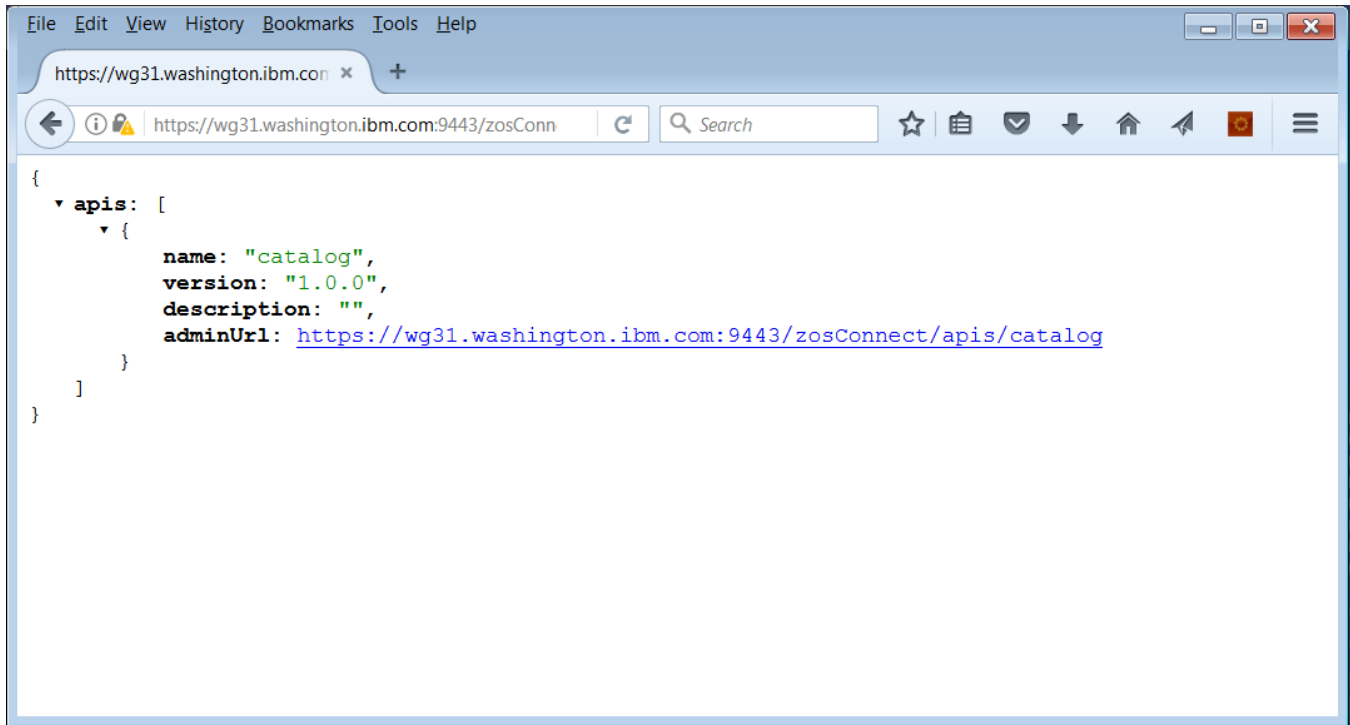 File Edit View History Bookmarks Tools Help
https://wg31.washington.ibm.con
https://wg31.washington.ibm.com:9443/zosConn
Search
{
apis: [
{
name: "catalog",
version: "1.0.0",
description: "",
adminUrl: https://wg31.washington.ibm.com:9443/zosConnect/apis/catalog
}
]
}